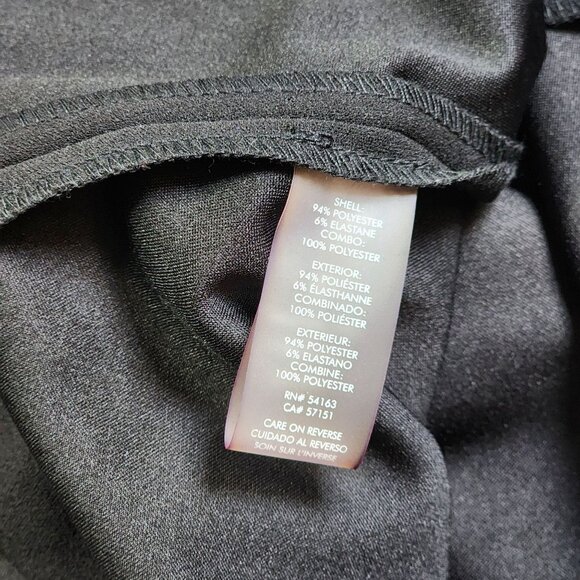 SHELL:
94% POLYESTER
6% ELASTANE
COMBO:
100% POLYESTER
EXTERIOR:
94% POLIÉSTER
6% ÉLASTHANNE
COMBINADO:
100% POLIÉSTER
EXTERIEUR:
94% POLYESTER
6% ELASTANO
COMBINE:
100% POLYESTER
RN# 54163
CA# 57151
CARE ON REVERSE
CUIDADO AL REVERSO
SOIN SUR L'INVERSE